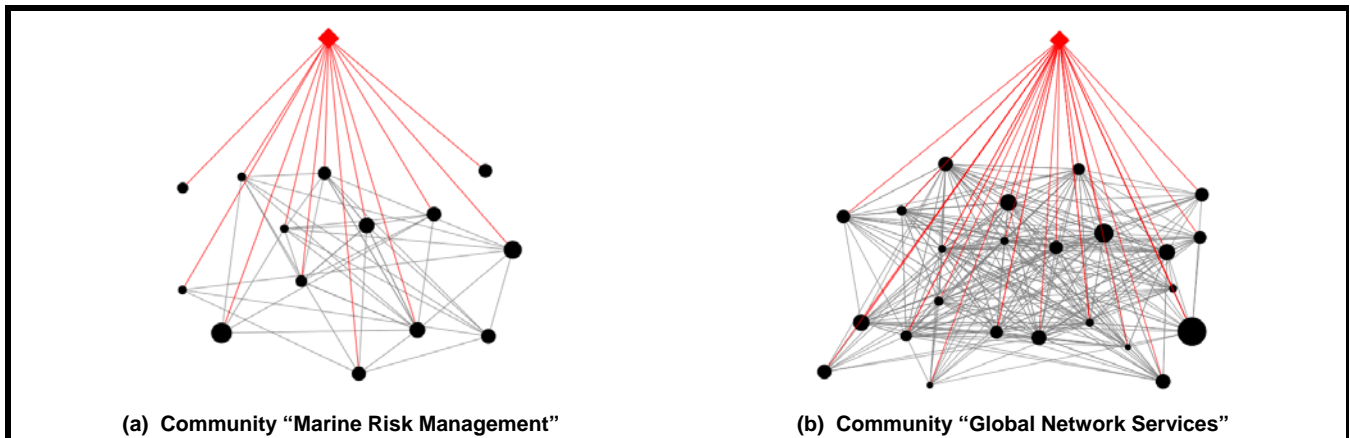 (a) Community “Marine Risk Management”
(b) Community “Global Network Services”